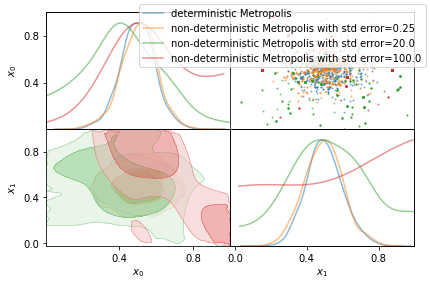 deterministic Metropolis
non-deterministic Metropolis with std error=0.25
non-deterministic Metropolis with std error=20.0
non-deterministic Metropolis with std error=100.0
x₀
0.4
0.8
x₁
0.8
0.4
0.0
0.4
0.8
0.0
0.4
0.8
x₀
x₁